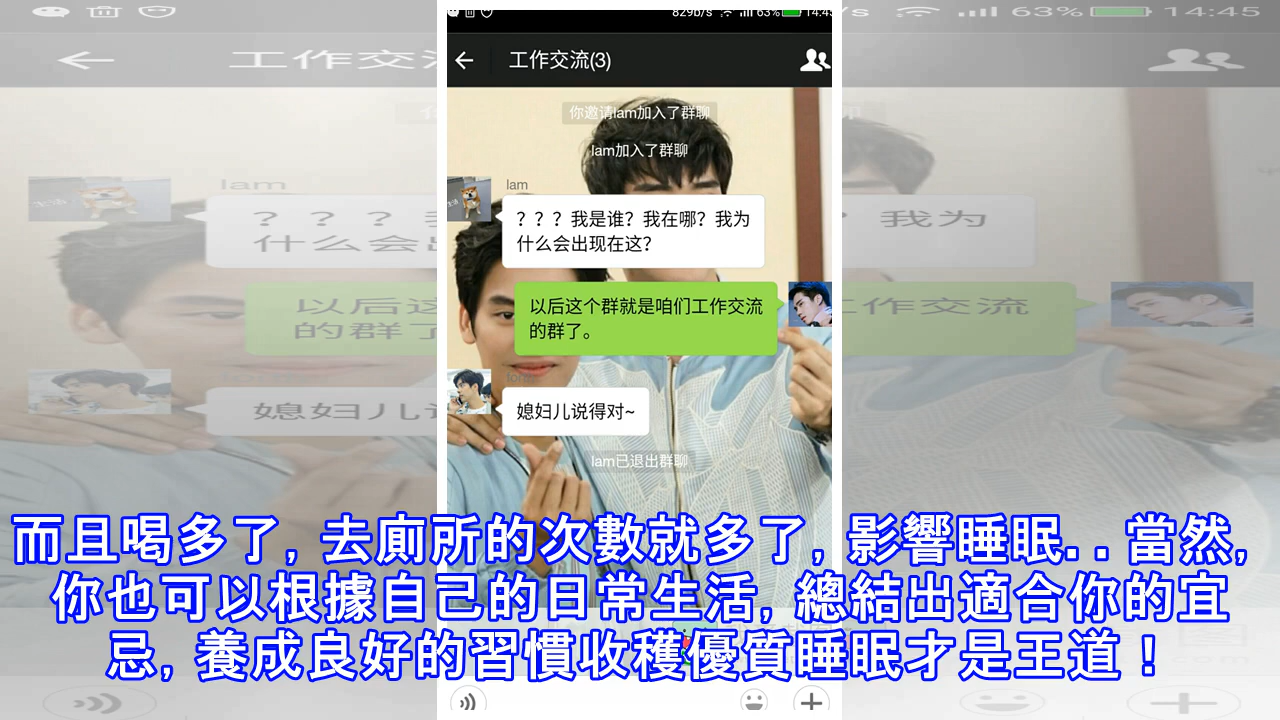 829b/s 63% 14:45
工作交流(3)
你邀请lam加入了群聊
lam加入了群聊
lam
？？？我是谁？我在哪？我为
什么会出现在这？
以后这个群就是咱们工作交流
的群了。
媳妇儿说得对~
lam已退出群聊
而且喝多了, 去廁所的次數就多了, 影響睡眠..當然,
你也可以根據自己的日常生活, 總結出適合你的宜
忌, 養成良好的習慣收穫優質睡眠才是王道！